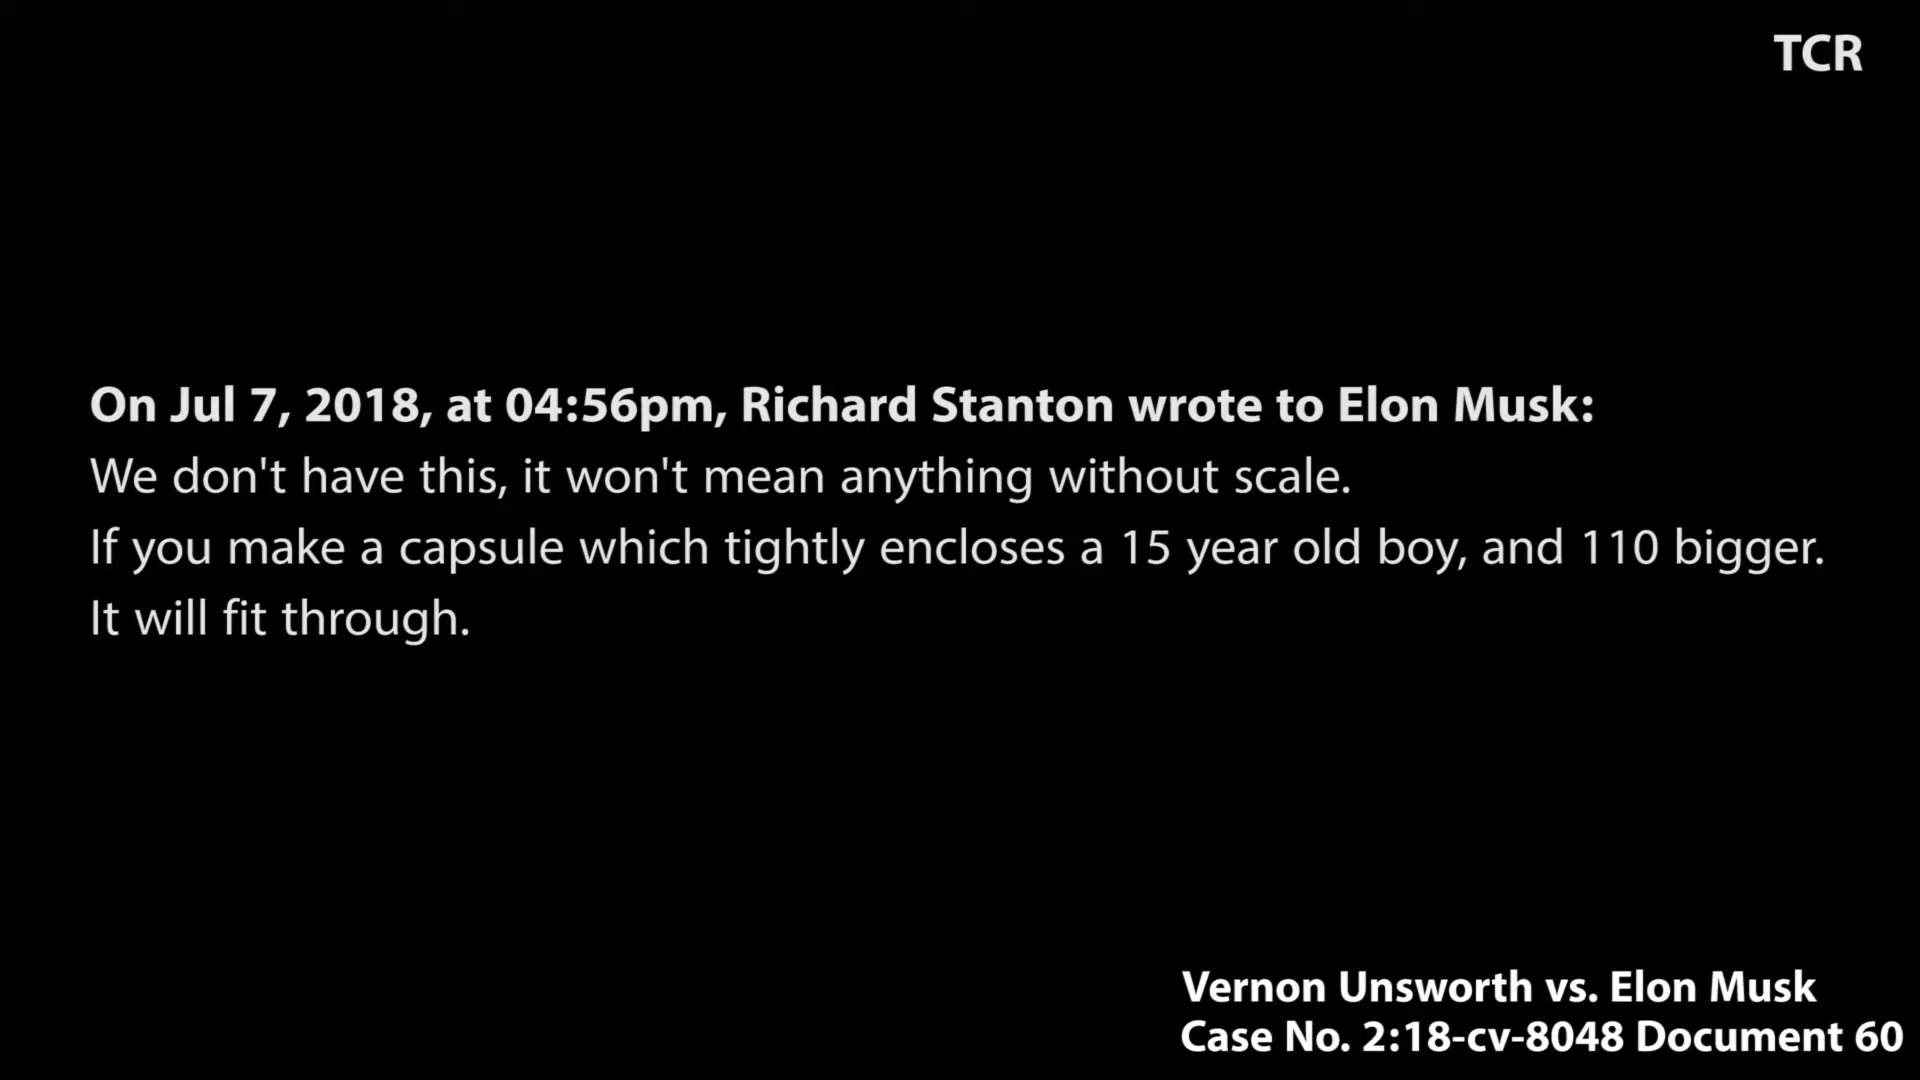 TCR
On Jul 7, 2018, at 04:56pm, Richard Stanton wrote to Elon Musk:
We don't have this, it won't mean anything without scale.
If you make a capsule which tightly encloses a 15 year old boy, and 110 bigger.
It will fit through.
Vernon Unsworth vs. Elon Musk
Case No. 2:18-cv-8048 Document 60